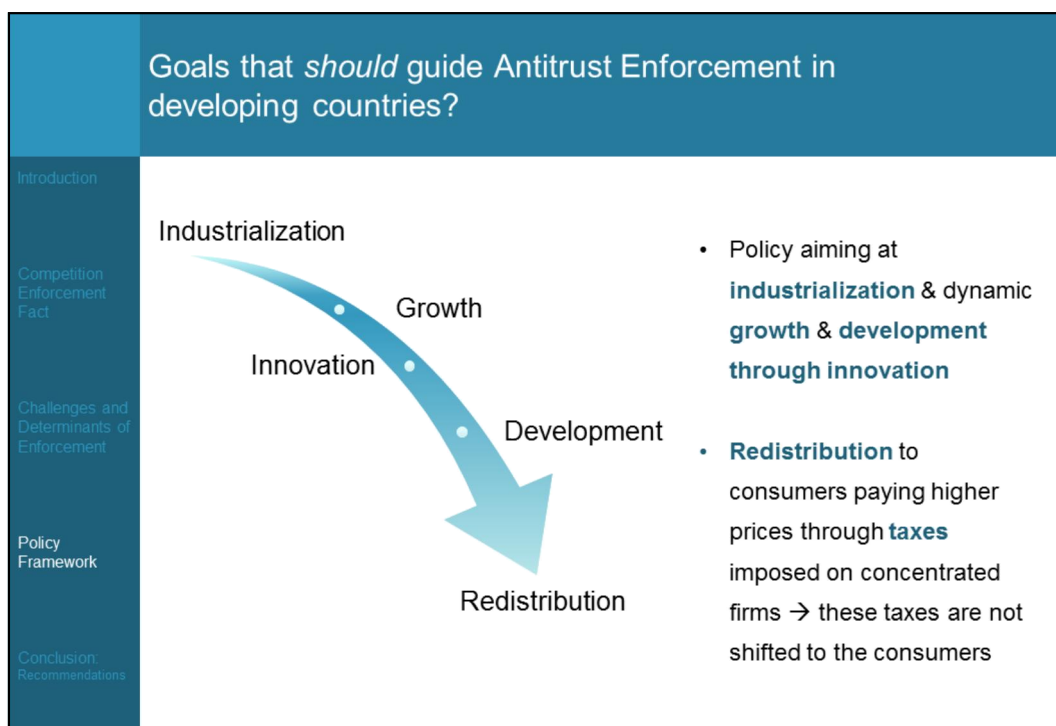 Goals that should guide Antitrust Enforcement in
developing countries?
Introduction
Competition
Enforcement
Fact
Challenges and
Determinants of
Enforcement
Policy
Framework
Conclusion:
Recommendations
Industrialization
Growth
Innovation
Development
Redistribution
• Policy aiming at
industrialization & dynamic
growth & development
through innovation
• Redistribution to
consumers paying higher
prices through taxes
imposed on concentrated
firms → these taxes are not
shifted to the consumers